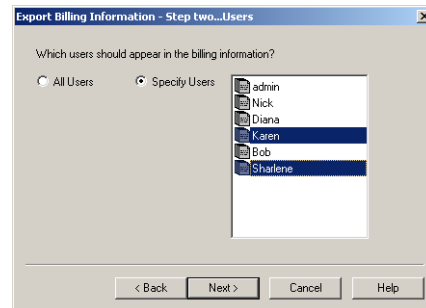 Export Billing Information - Step two...Users
Which users should appear in the billing information?
All Users
Specify Users
admin
Nick
Diana
Karen
Bob
Sharlene
< Back
Next >
Cancel
Help